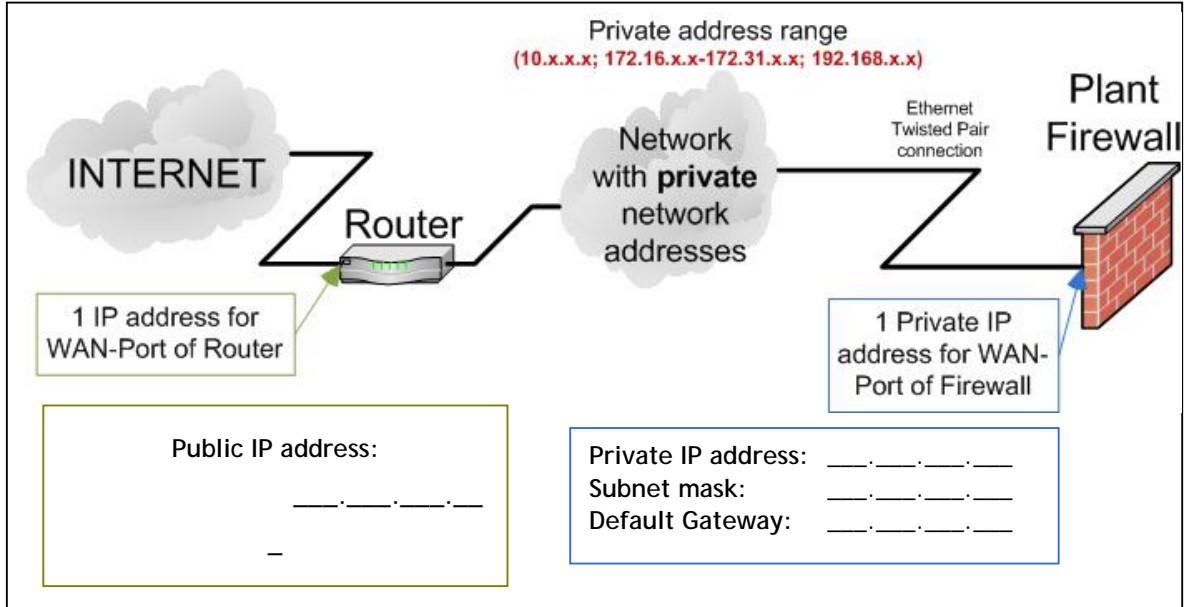 Private address range
(10.x.x.x; 172.16.x.x-172.31.x.x; 192.168.x.x)
INTERNET
Router
Network
with private
network
addresses
Ethernet
Twisted Pair
connection
Plant
Firewall
1 IP address for
WAN-Port of Router
1 Private IP
address for WAN-
Port of Firewall
Public IP address:
___.___.___.__
_
Private IP address: ___.___.___.___
Subnet mask: ___.___.___.___
Default Gateway: ___.___.___.___